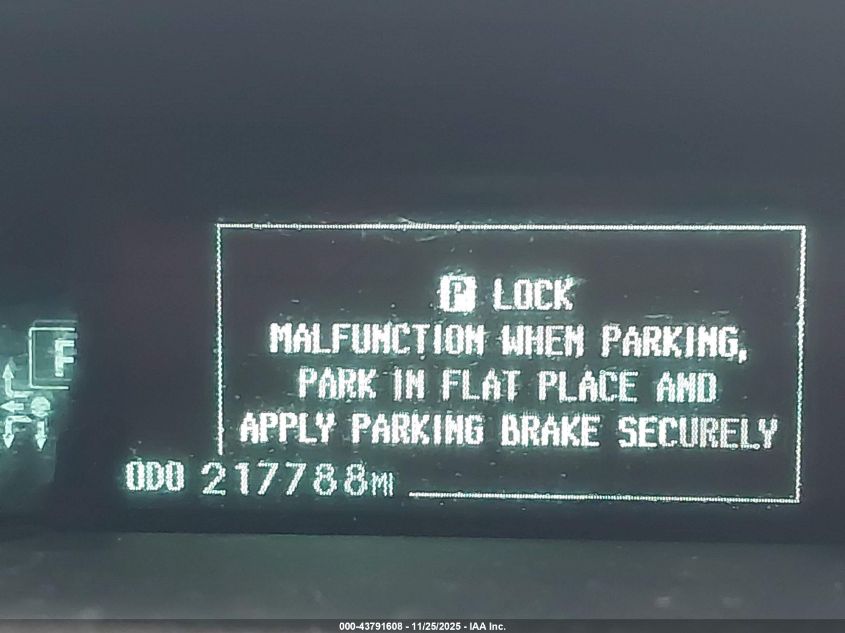 P LOCK
MALFUNCTION WHEN PARKING,
PARK IN FLAT PLACE AND
APPLY PARKING BRAKE SECURELY
P
ODO 217788MI
000-43791608 - 11/25/2025 - IAA Inc.